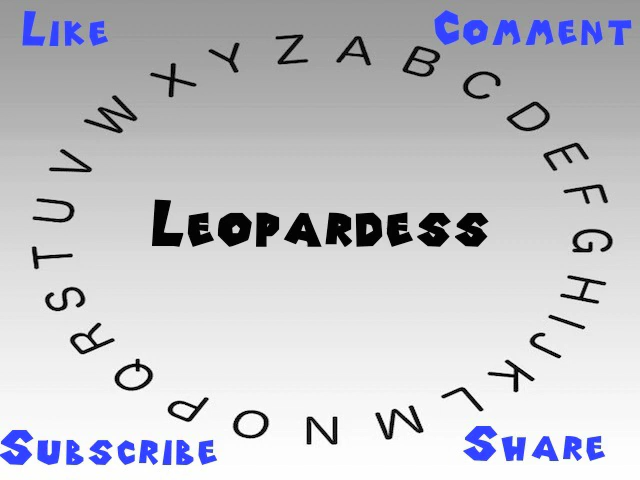 Like
Comment
A B C D E F G H I J K L M N O P Q R S T U V W X Y Z
Leopardess
Subscribe
Share